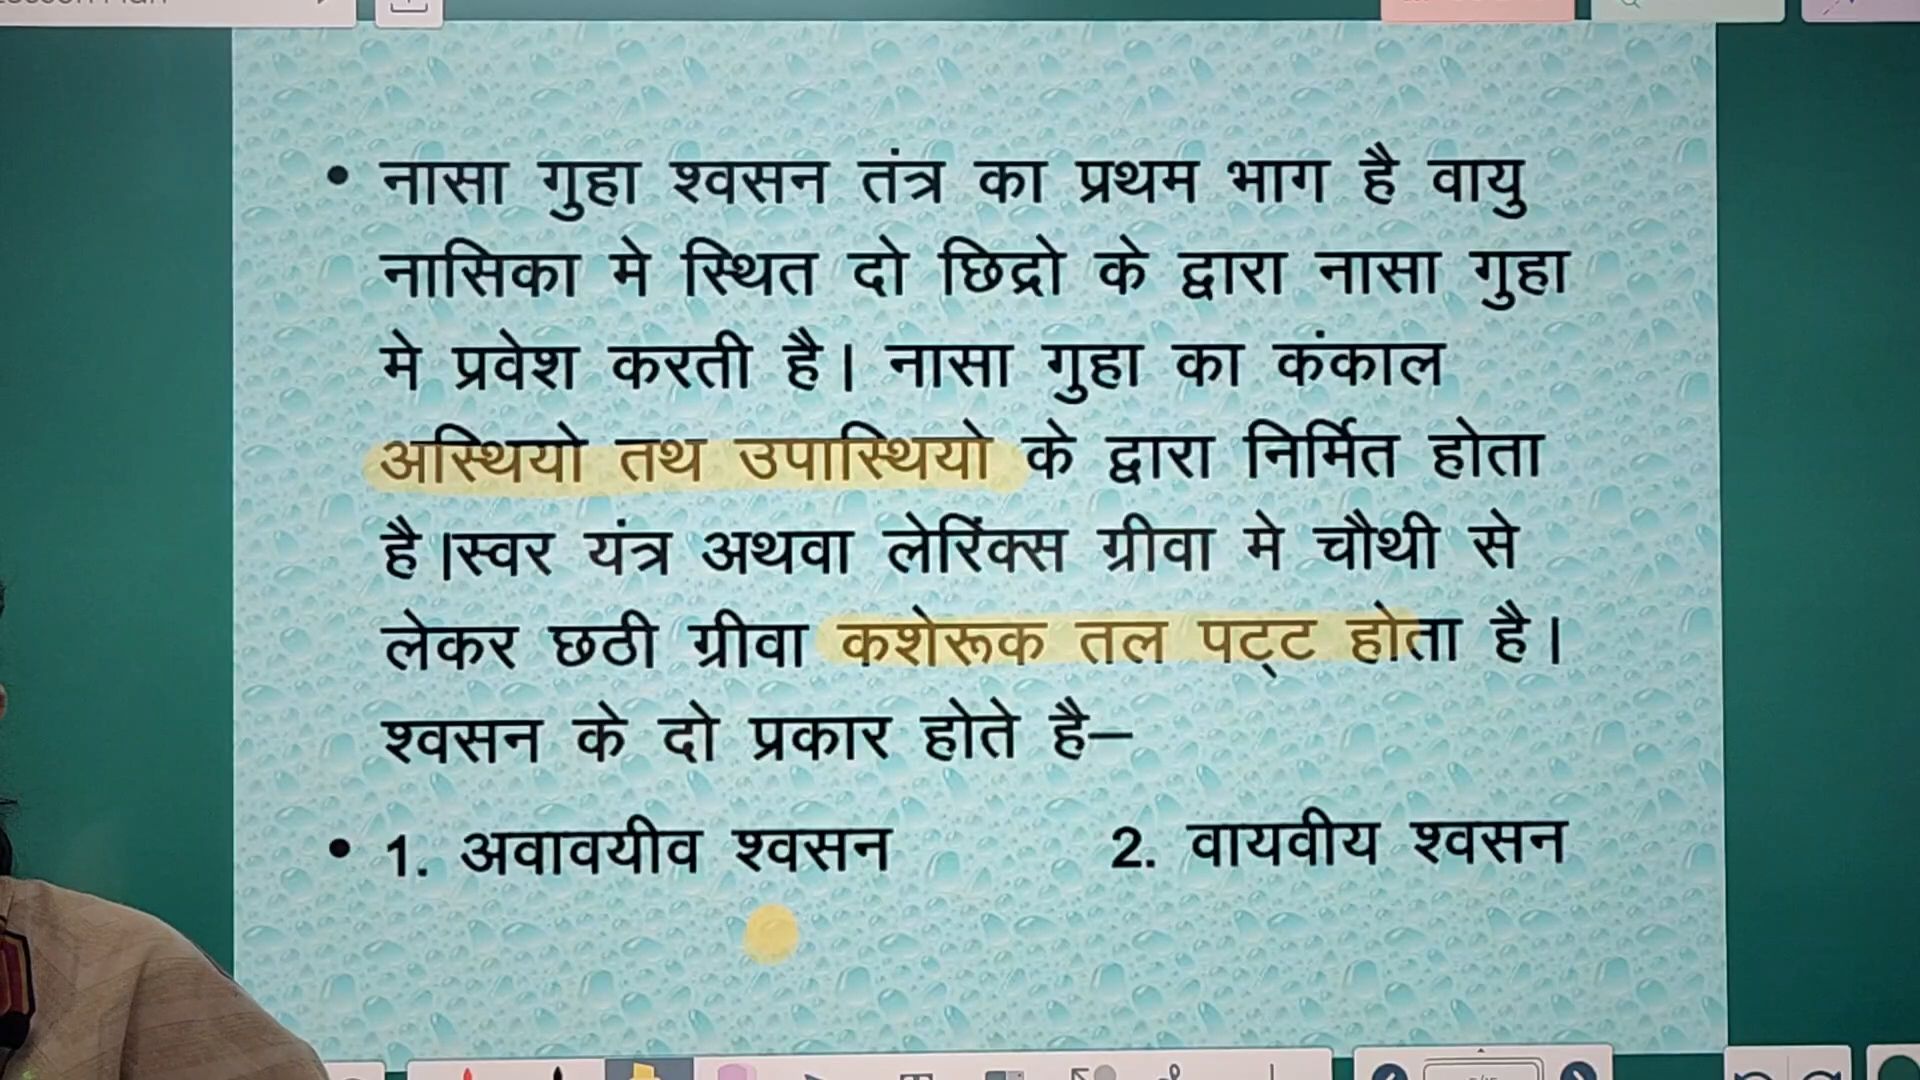 • नासा गुहा श्वसन तंत्र का प्रथम भाग है वायु
नासिका मे स्थित दो छिद्रो के द्वारा नासा गुहा
मे प्रवेश करती है। नासा गुहा का कंकाल
अस्थियो तथ उपास्थियो के द्वारा निर्मित होता
है।स्वर यंत्र अथवा लेरिंक्स ग्रीवा मे चौथी से
लेकर छठी ग्रीवा कशेरूक तल पट्ट होता है।
श्वसन के दो प्रकार होते है–
• 1. अवावयीव श्वसन 2. वायवीय श्वसन